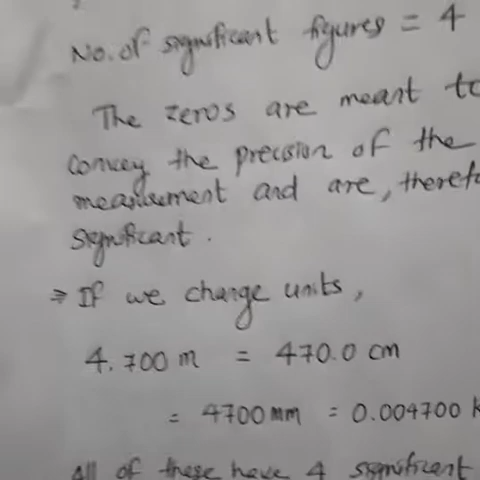 No. of significant figures = 4
The zeros are meant to
convey the precision of the
measurement and are, therefo
significant.
⇒ If we change units,
4.700 m = 470.0 cm
= 4700 mm = 0.004700 k
All of these have 4 significant